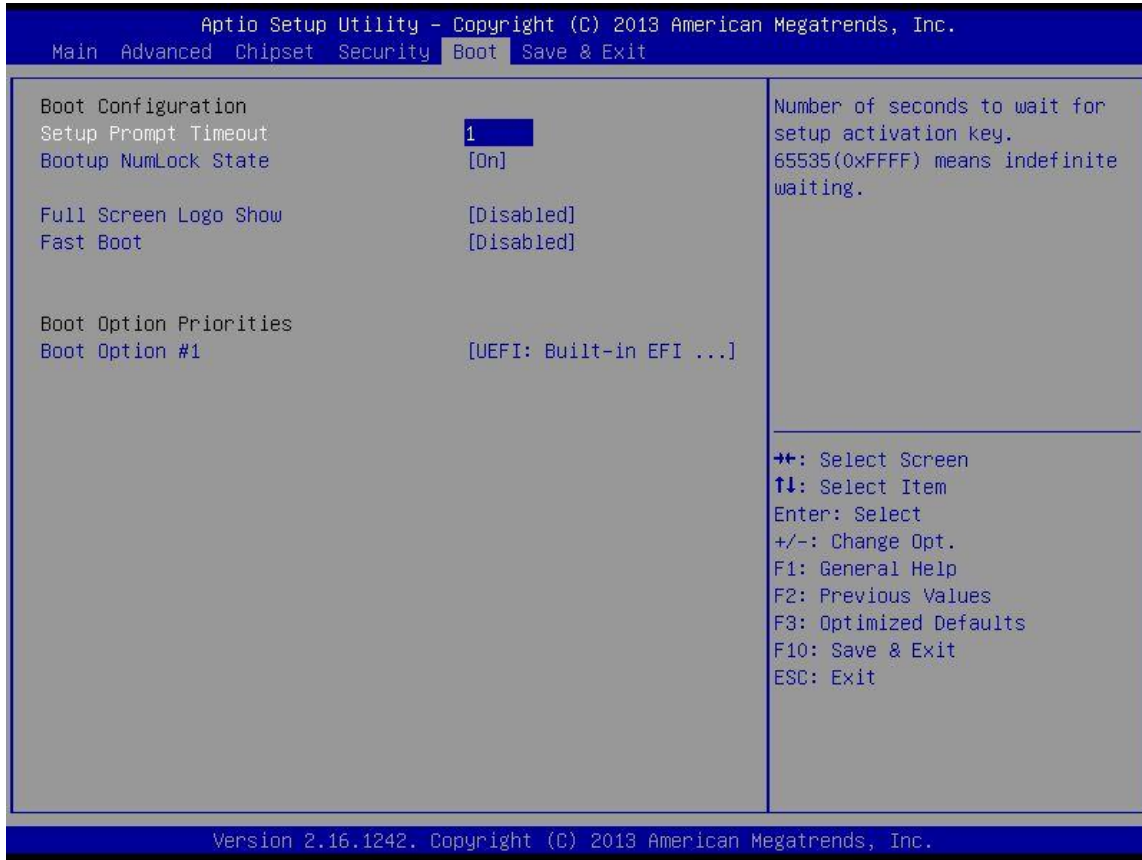 Aptio Setup Utility – Copyright (C) 2013 American Megatrends, Inc.
Main Advanced Chipset Security Boot Save & Exit
Boot Configuration
Setup Prompt Timeout 1
Bootup NumLock State [On]
Full Screen Logo Show [Disabled]
Fast Boot [Disabled]
Boot Option Priorities
Boot Option #1 [UEFI: Built-in EFI ...]
Number of seconds to wait for
setup activation key.
65535(0xFFFF) means indefinite
waiting.
→←: Select Screen
↑↓: Select Item
Enter: Select
+/-: Change Opt.
F1: General Help
F2: Previous Values
F3: Optimized Defaults
F10: Save & Exit
ESC: Exit
Version 2.16.1242. Copyright (C) 2013 American Megatrends, Inc.